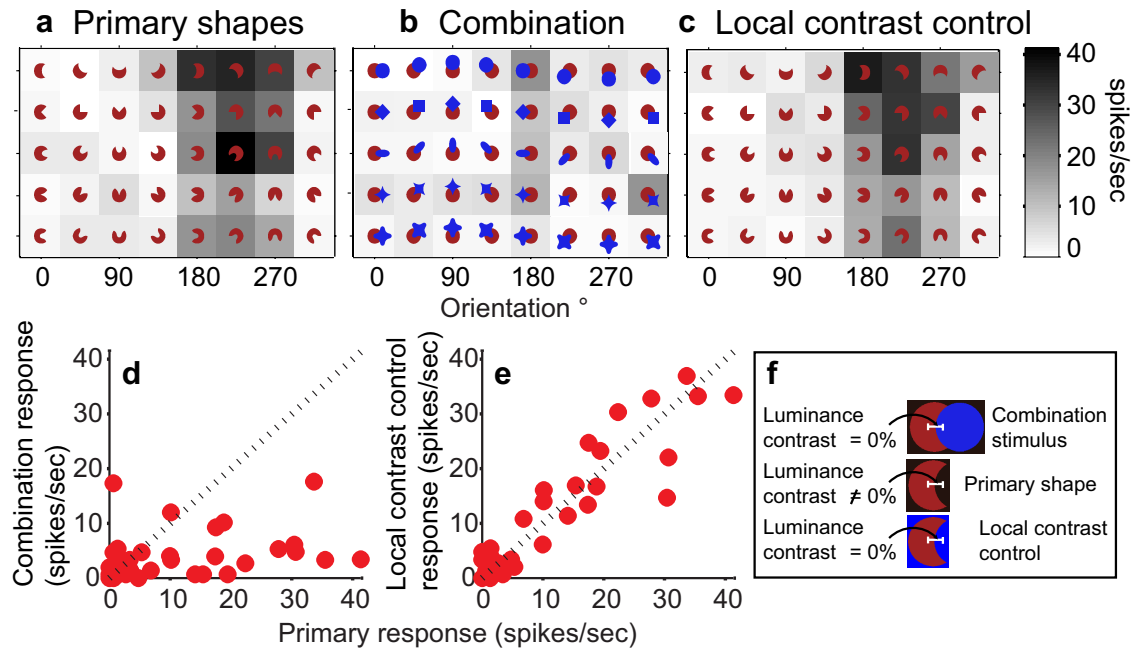 a Primary shapes
b Combination
c Local contrast control
0 90 180 270
0 90 180 270
0 90 180 270
Orientation °
40
30
20
10
0
spikes/sec
d
Combination response
(spikes/sec)
40
30
20
10
0
0 10 20 30 40
e
Local contrast control
response (spikes/sec)
40
30
20
10
0
0 10 20 30 40
Primary response (spikes/sec)
f
Luminance
contrast = 0%
Combination
stimulus
Luminance
contrast ≠ 0%
Primary shape
Luminance
contrast = 0%
Local contrast
control